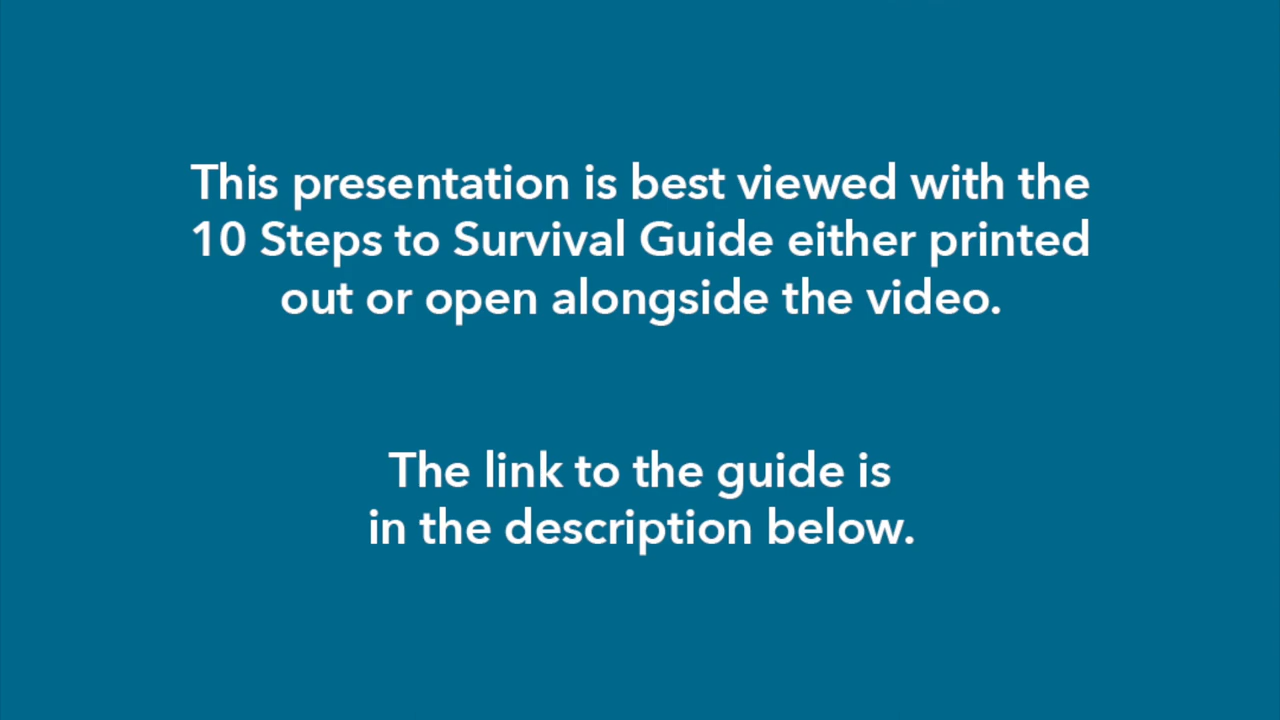 This presentation is best viewed with the
10 Steps to Survival Guide either printed
out or open alongside the video.
The link to the guide is
in the description below.